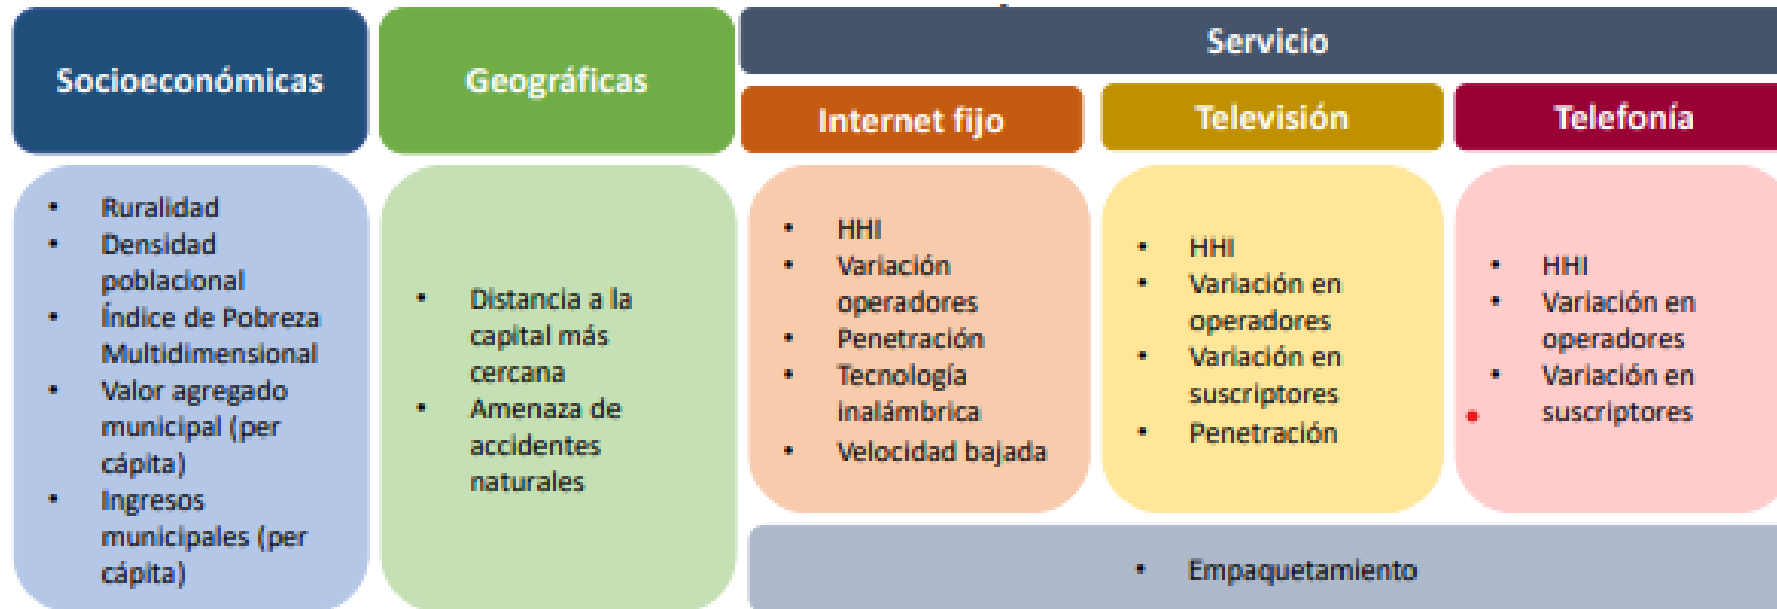 Socioeconómicas
• Ruralidad
• Densidad
poblacional
• Índice de Pobreza
Multidimensional
• Valor agregado
municipal (per
cápita)
• Ingresos
municipales (per
cápita)
Geográficas
• Distancia a la
capital más
cercana
• Amenaza de
accidentes
naturales
Servicio
Internet fijo
• HHI
• Variación
operadores
• Penetración
• Tecnología
inalámbrica
• Velocidad bajada
Televisión
• HHI
• Variación en
operadores
• Variación en
suscriptores
• Penetración
Telefonía
• HHI
• Variación en
operadores
• Variación en
suscriptores
• Empaquetamiento